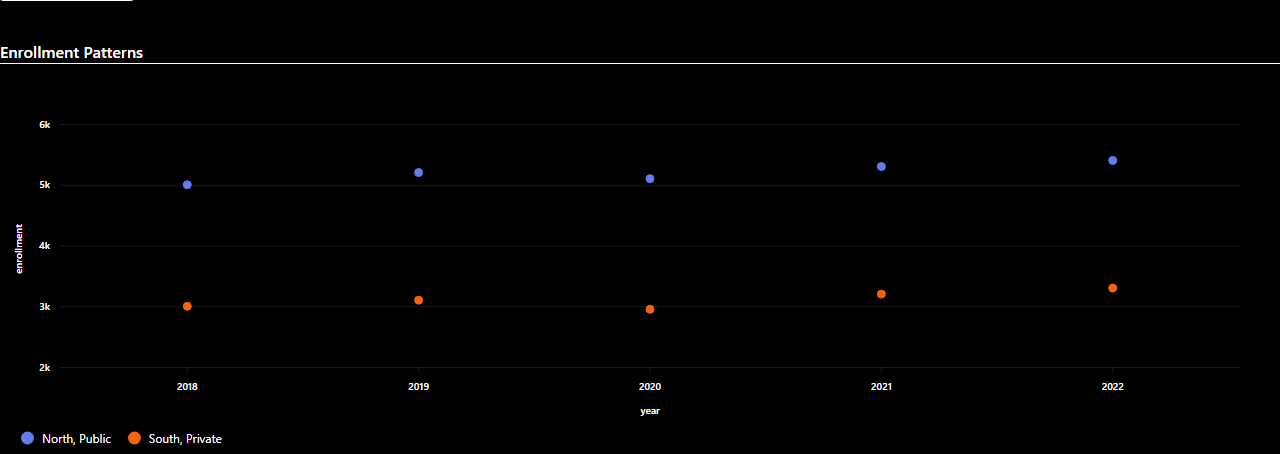 Enrollment Patterns
6k
5k
4k
3k
2k
enrollment
2018 2019 2020 2021 2022
year
North, Public South, Private